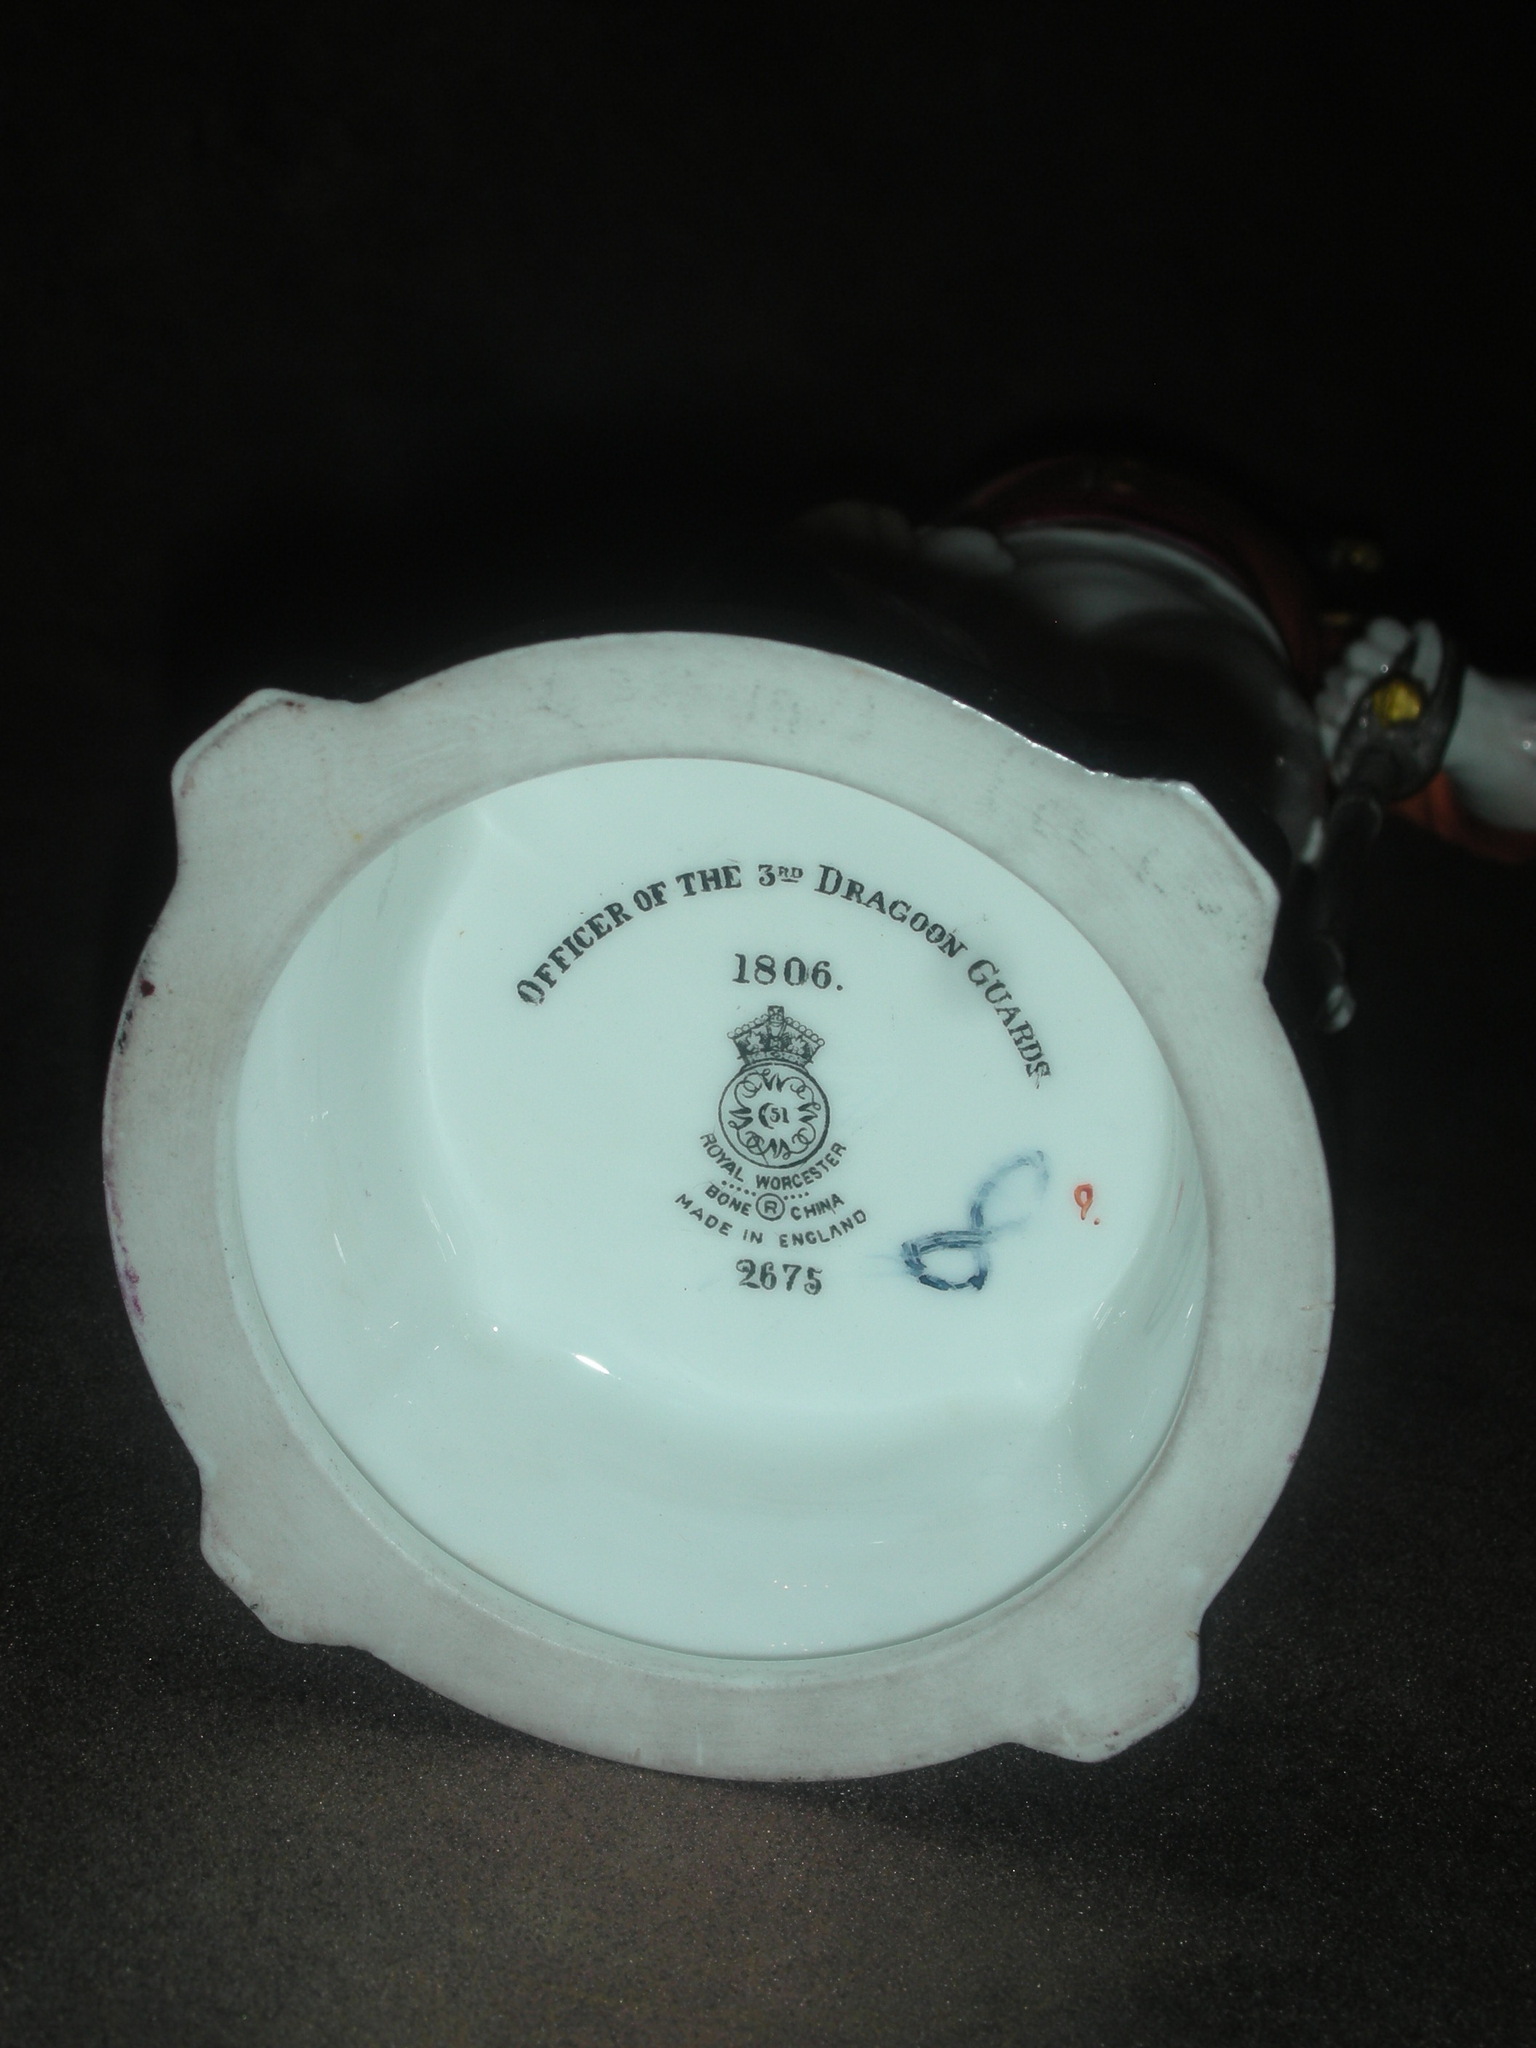 OFFICER OF THE 3RD DRAGOON GUARDS
1806.
51
ROYAL WORCESTER
BONE ® CHINA
MADE IN ENGLAND
2675